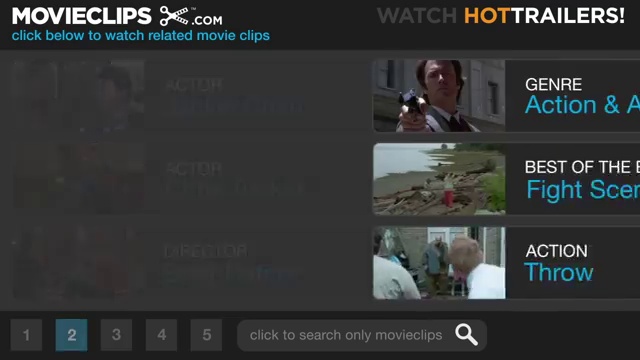 MOVIECLIPS.COM
WATCH HOTTRAILERS!
click below to watch related movie clips
ACTOR
GENRE
Action & A
ACTOR
BEST OF THE
Fight Scen
DIRECTOR
ACTION
Throw
1 2 3 4 5
click to search only movieclips